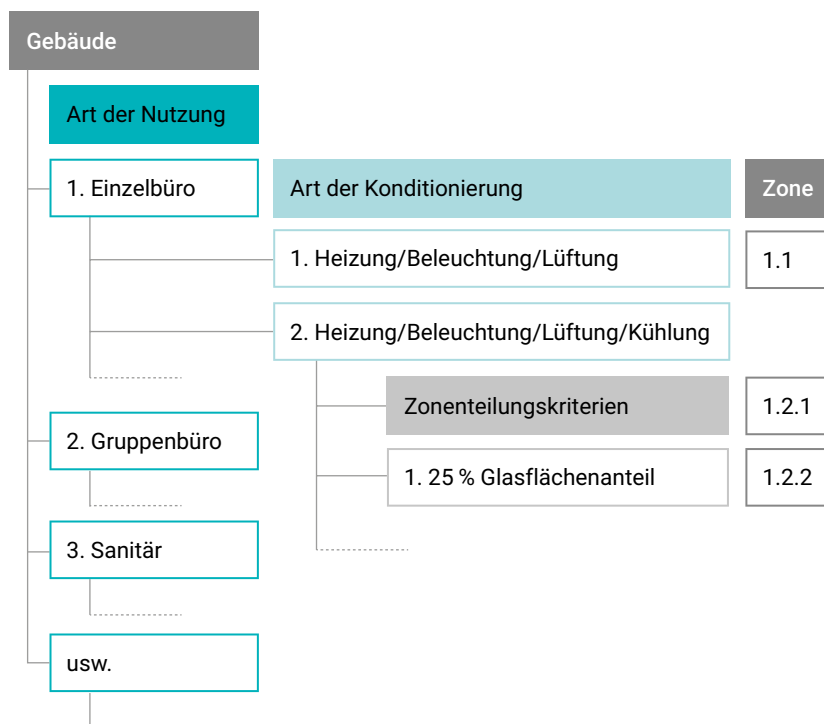 Gebäude
Art der Nutzung
1. Einzelbüro
Art der Konditionierung
Zone
1. Heizung/Beleuchtung/Lüftung
1.1
2. Heizung/Beleuchtung/Lüftung/Kühlung
Zonenteilungskriterien
1.2.1
2. Gruppenbüro
1. 25 % Glasflächenanteil
1.2.2
3. Sanitär
usw.